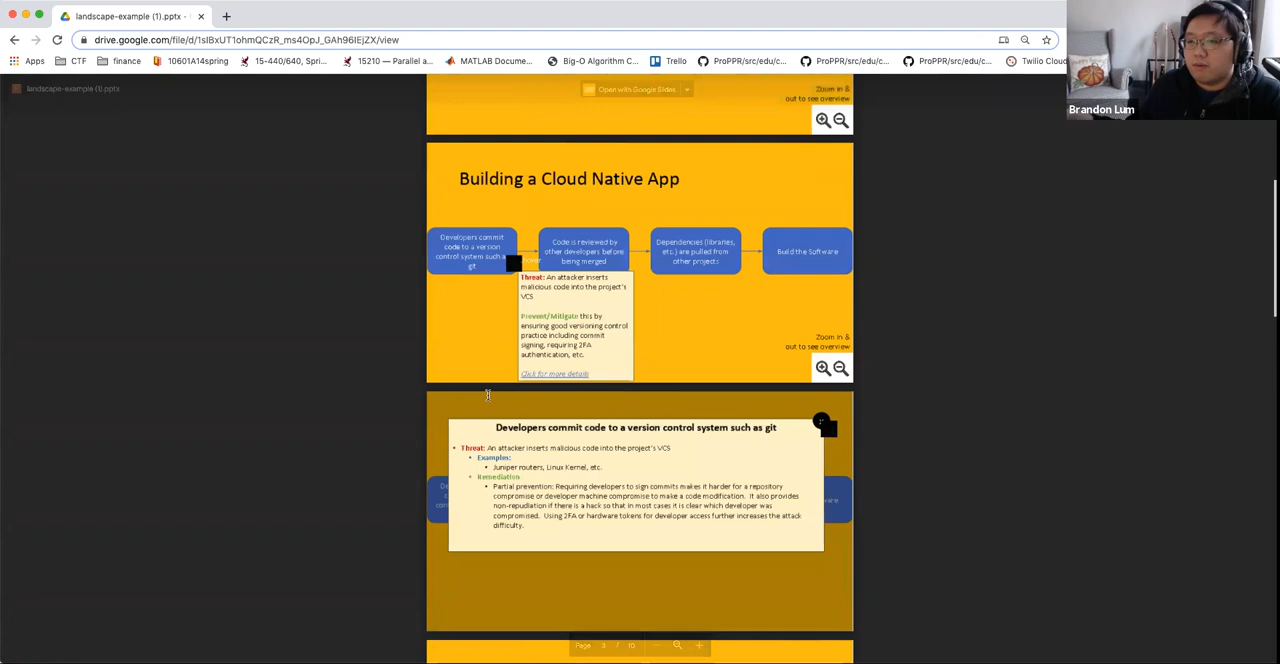 landscape-example (1).pptx -
drive.google.com/file/d/1sIBxUT1ohmQCzR_ms4OpJ_GAh96IEjZX/view
Apps
CTF
finance
10601A14spring
15-440/640, Spri...
15210 — Parallel a...
MATLAB Docume...
Big-O Algorithm C...
Trello
ProPPR/src/edu/c...
ProPPR/src/edu/c...
ProPPR/src/edu/c...
Twilio Cloud
Brandon Lum
landscape-example (1).pptx
Open with Google Slides
Zoom in &
out to see overview
Building a Cloud Native App
Developers commit
code to a version
control system such as
git
Code is reviewed by
other developers before
being merged
Dependencies (libraries,
etc.) are pulled from
other projects
Build the Software
Threat: An attacker inserts
malicious code into the project's
VCS
Prevent/Mitigate this by
ensuring good versioning control
practice including commit
signing, requiring 2FA
authentication, etc.
Click for more details
Zoom in &
out to see overview
Developers commit code to a version control system such as git
• Threat: An attacker inserts malicious code into the project's VCS
• Examples:
• Juniper routers, Linux Kernel, etc.
• Remediation
• Partial prevention: Requiring developers to sign commits makes it harder for a repository
compromise or developer machine compromise to make a code modification. It also provides
non-repudiation if there is a hack so that in most cases it is clear which developer was
compromised. Using 2FA or hardware tokens for developer access further increases the attack
difficulty.
Page 3 / 10